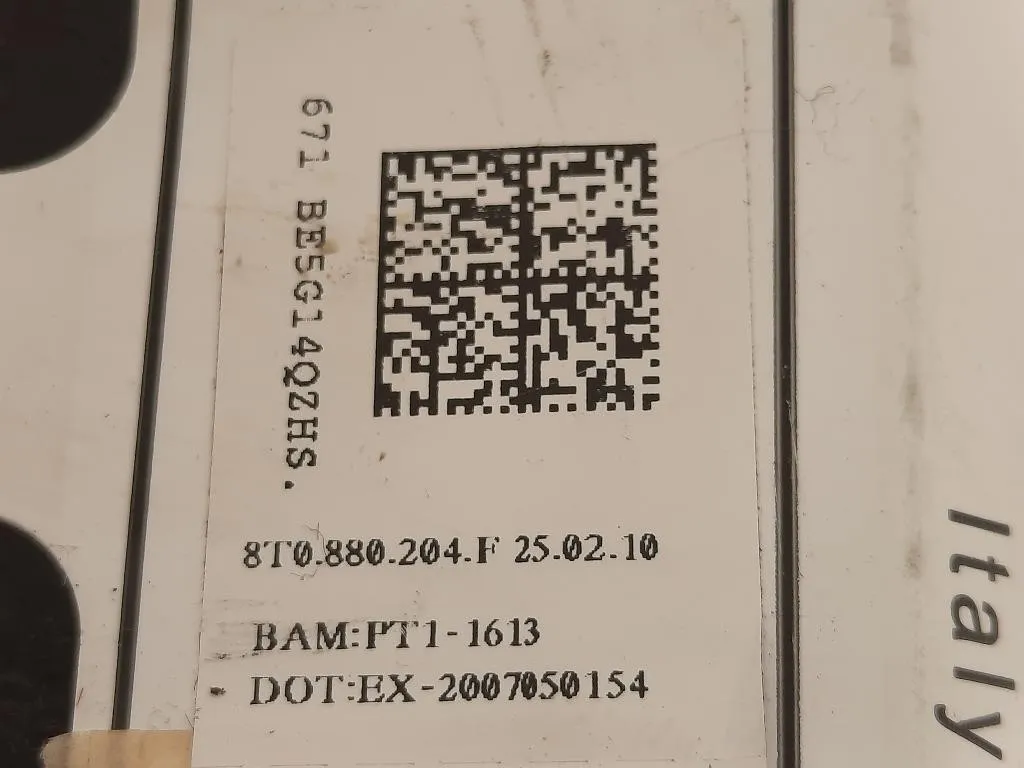 671 BE5G14QZHS.
8T0.880.204.F 25.02.10
BAM:PT1-1613
DOT:EX-2007050154
Italy